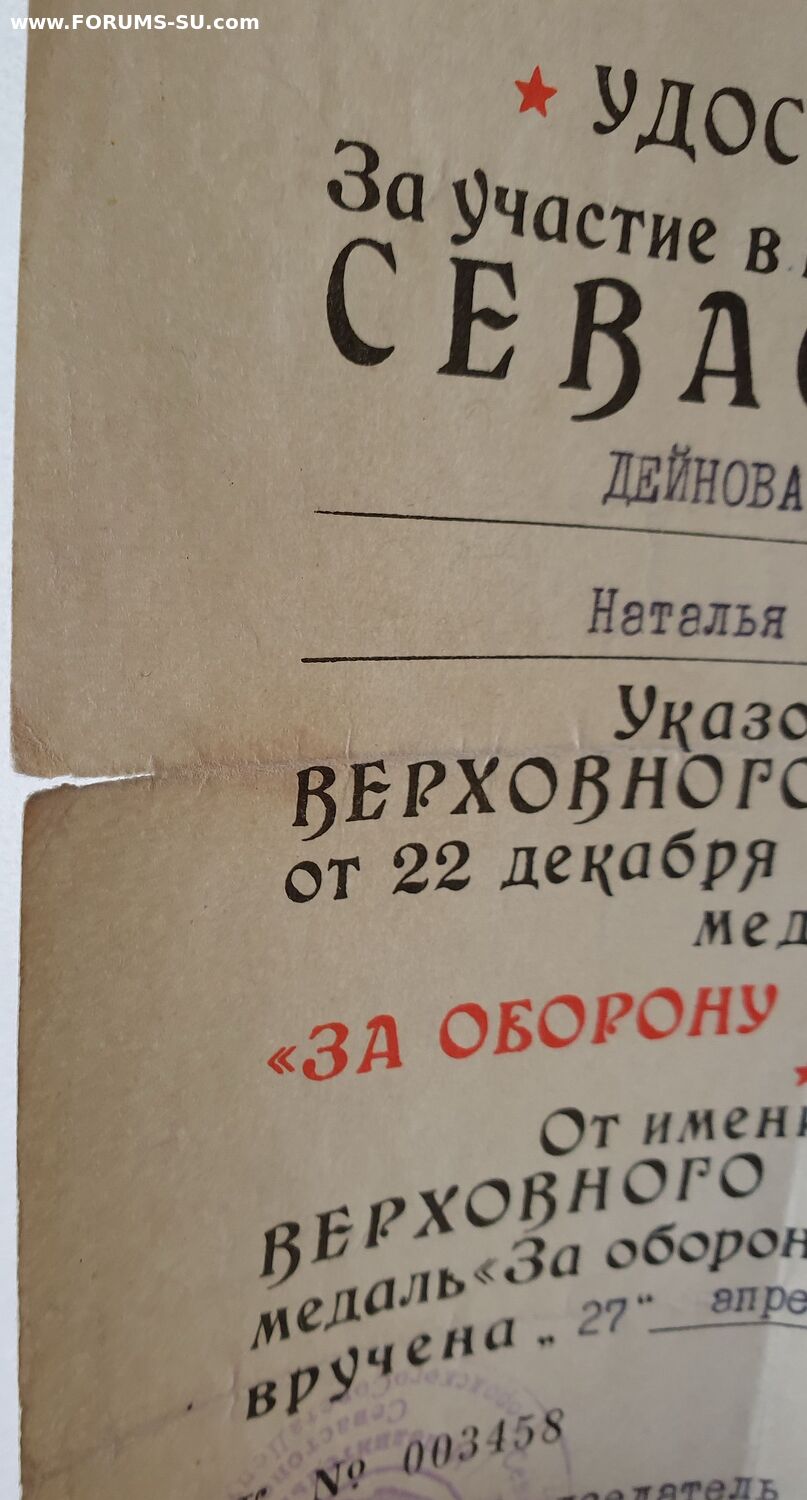 www.FORUMS-SU.com
★ УДОС
За участие в
СЕВАС
ДЕЙНОВА
Наталья
Указо
ВЕРХОВНОГО
от 22 декабря
мед
«ЗА ОБОРОНУ
От имени
ВЕРХОВНОГО
медаль «За оборон
вручена „ 27 “ апре
№ 003458